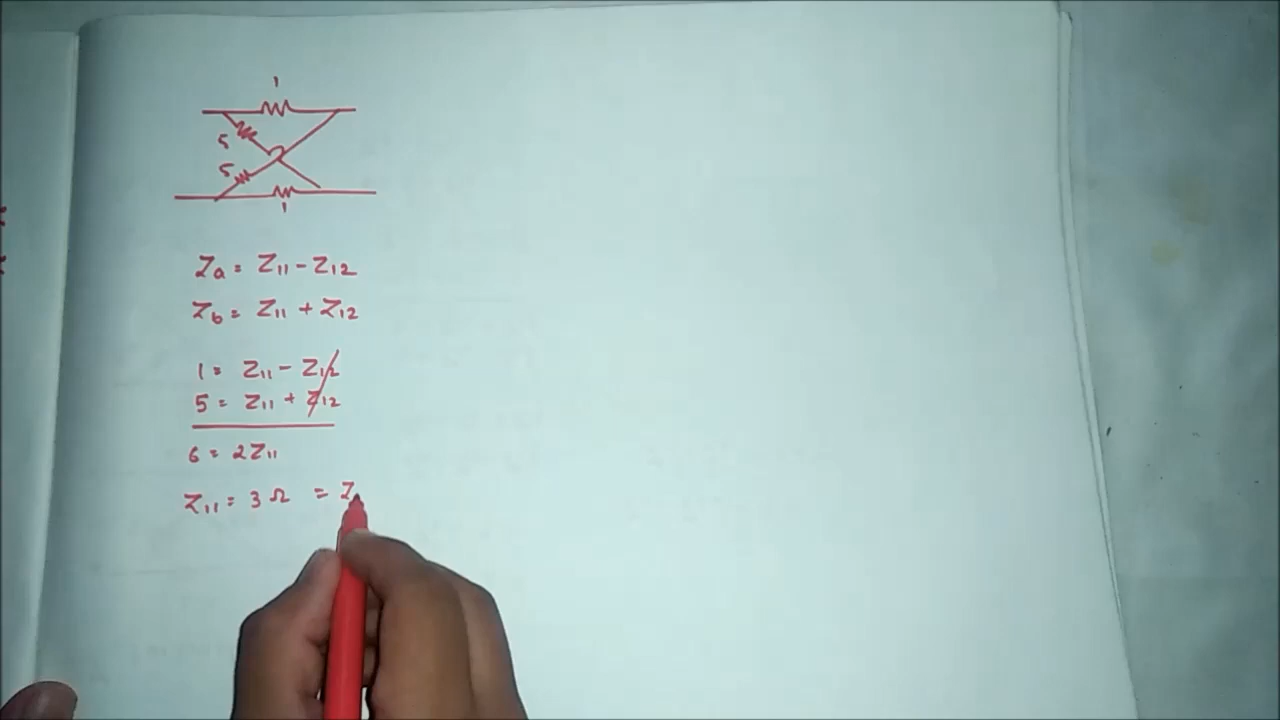 1
5
5
1
Za = Z11 - Z12
Zb = Z11 + Z12
1 = Z11 - Z12
5 = Z11 + Z12
6 = 2Z11
Z11 = 3 Ω = Z